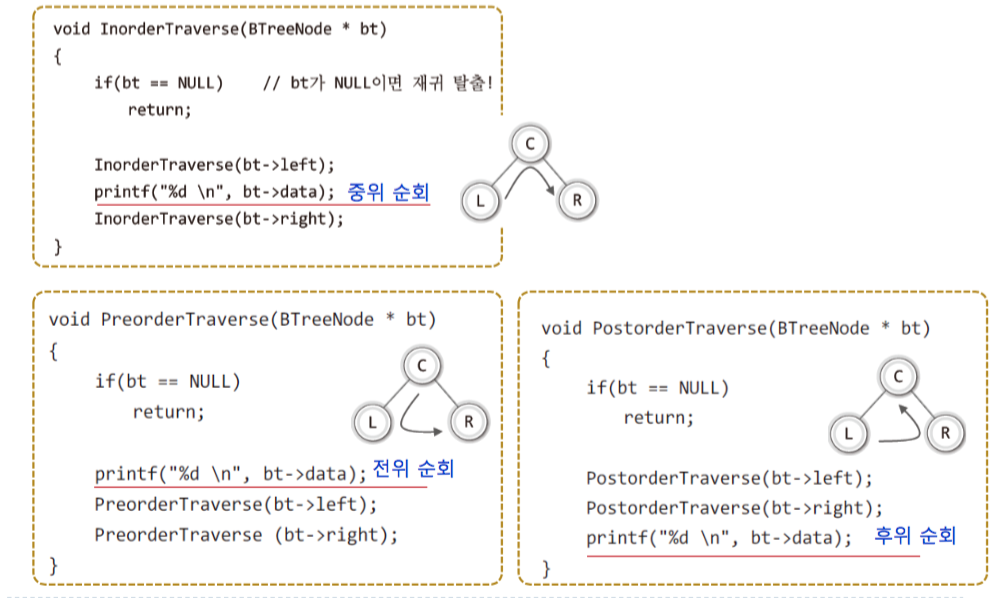 void InorderTraverse(BTreeNode * bt)
{
if(bt == NULL) // bt가 NULL이면 재귀 탈출!
return;
InorderTraverse(bt->left);
printf("%d \n", bt->data); 중위 순회
InorderTraverse(bt->right);
}
C
L
R
void PreorderTraverse(BTreeNode * bt)
{
if(bt == NULL)
return;
C
L
R
printf("%d \n", bt->data); 전위 순회
PreorderTraverse(bt->left);
PreorderTraverse (bt->right);
}
void PostorderTraverse(BTreeNode * bt)
{
if(bt == NULL)
return;
C
L
R
PostorderTraverse(bt->left);
PostorderTraverse(bt->right);
printf("%d \n", bt->data); 후위 순회
}